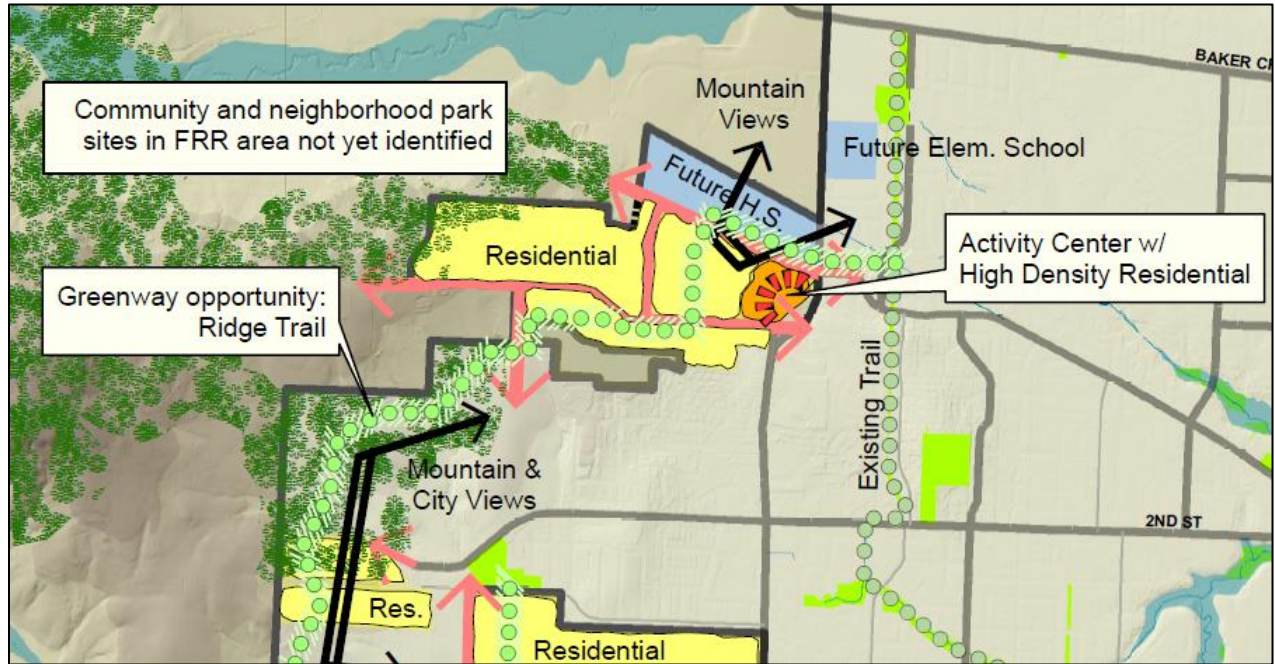 BAKER CR
Community and neighborhood park
sites in FRR area not yet identified
Mountain
Views
Future Elem. School
Future H.S.
Residential
Activity Center w/
High Density Residential
Greenway opportunity:
Ridge Trail
Existing Trail
Mountain &
City Views
2ND ST
Res.
Residential